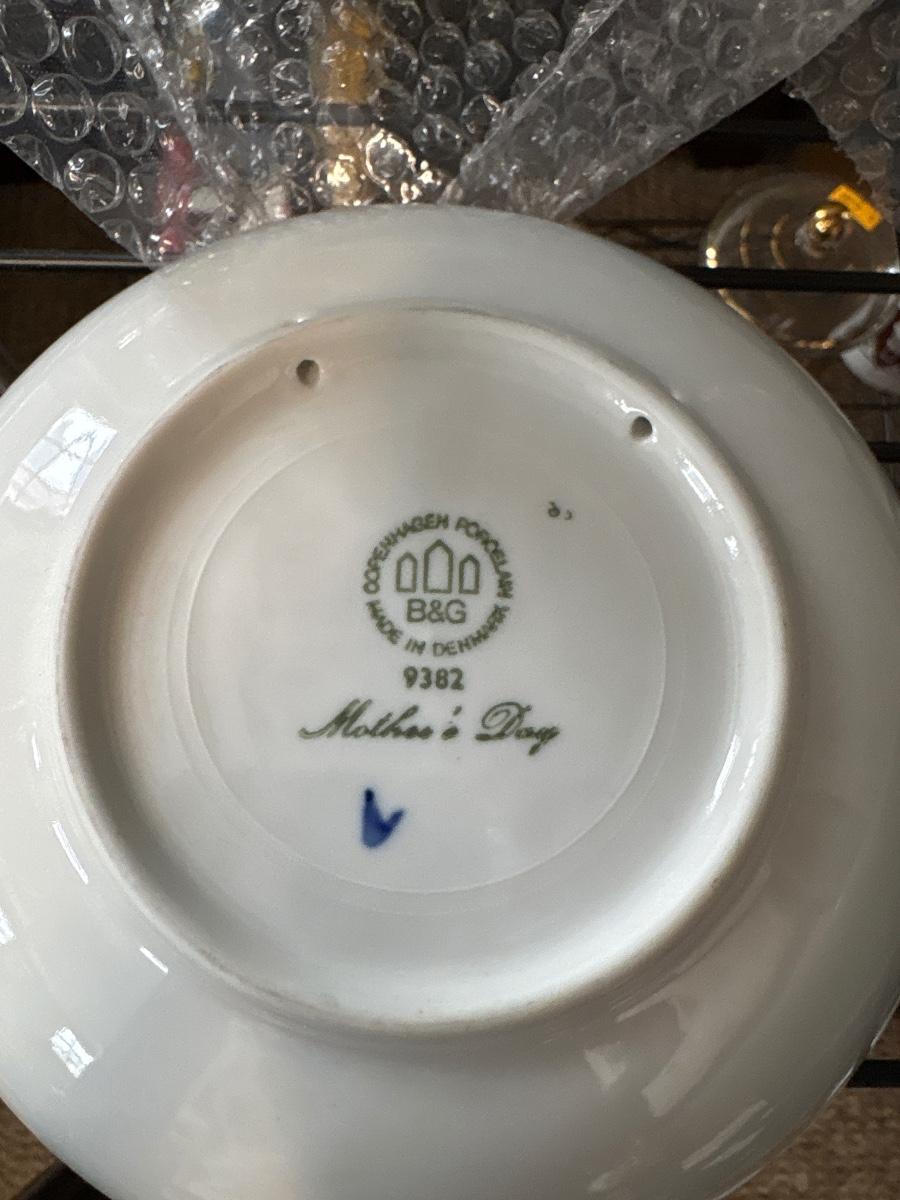 COPENHAGEN PORCELAIN
B&G
MADE IN DENMARK
9382
Mother's Day